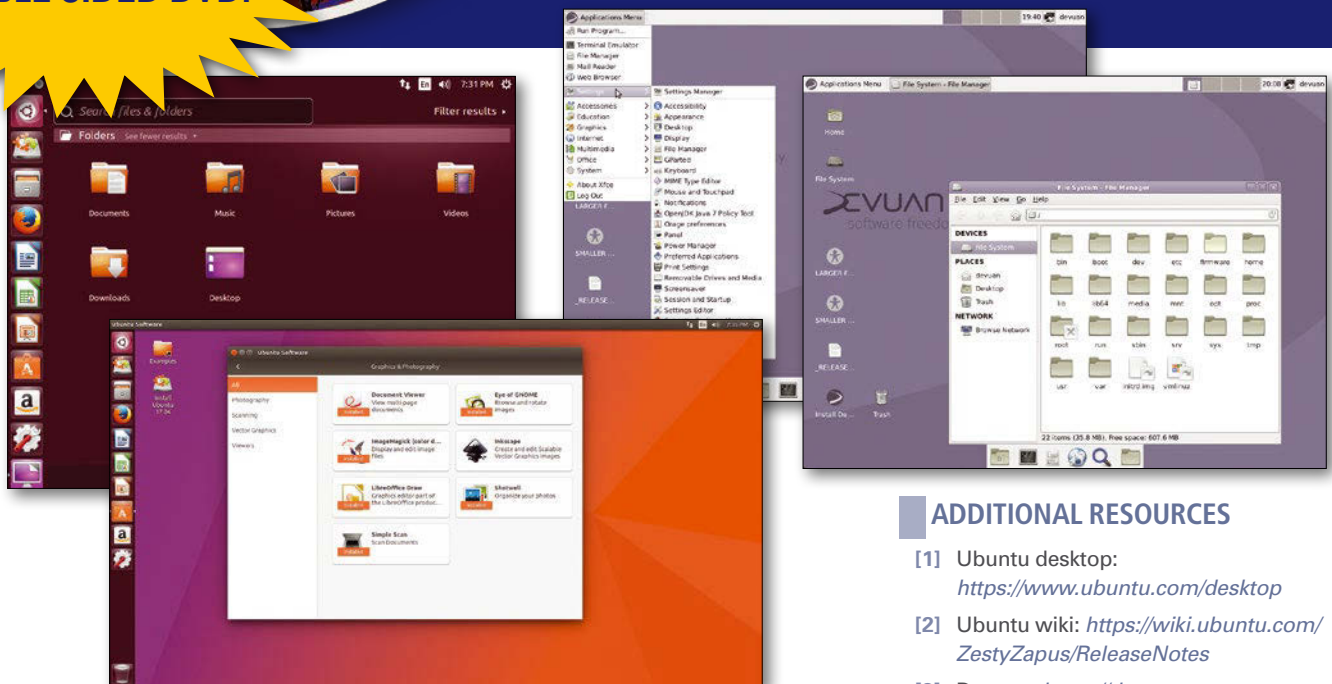 7:31 PM
Search files & folders
Filter results
Folders See fewer results
Documents
Music
Pictures
Videos
Downloads
Desktop
Ubuntu Software
Examples
Install
Ubuntu
17.04
Ubuntu Software
Graphics & Photography
All
Photography
Scanning
Vector Graphics
Viewers
Document Viewer
View multi-page
documents
Eye of GNOME
Browse and rotate
images
ImageMagick (color d...
Display and edit image
files
Inkscape
Create and edit Scalable
Vector Graphics images
LibreOffice Draw
Graphics editor part of
the LibreOffice produc...
Shotwell
Organize your photos
Simple Scan
Scan Documents
Applications Menu
19:40 devuan
Run Program...
Terminal Emulator
File Manager
Mail Reader
Web Browser
Settings
Accessories
Education
Graphics
Internet
Multimedia
Office
System
About Xfce
Log Out
LARGER F...
SMALLER ...
_RELEASE...
Settings Manager
Accessibility
Appearance
Desktop
Display
File Manager
GParted
Keyboard
MIME Type Editor
Mouse and Touchpad
Notifications
OpenJDK Java 7 Policy Tool
Orage preferences
Panel
Power Manager
Preferred Applications
Print Settings
Removable Drives and Media
Screensaver
Session and Startup
Settings Editor
Applications Menu File System - File Manager 20:08 devuan
Home
File System
DEVUAN
software freedo
LARGER F...
SMALLER ...
_RELEASE...
Install De...
Trash
File System - File Manager
File Edit View Go Help
/
DEVICES
File System
PLACES
devuan
Desktop
Trash
NETWORK
Browse Network
bin boot dev etc firmware home
lib lib64 media mnt opt proc
root run sbin srv sys tmp
usr var initrd.img vmlinuz
22 items (35.8 MB), Free space: 607.6 MB
ADDITIONAL RESOURCES
[1] Ubuntu desktop:
https://www.ubuntu.com/desktop
[2] Ubuntu wiki: https://wiki.ubuntu.com/
ZestyZapus/ReleaseNotes